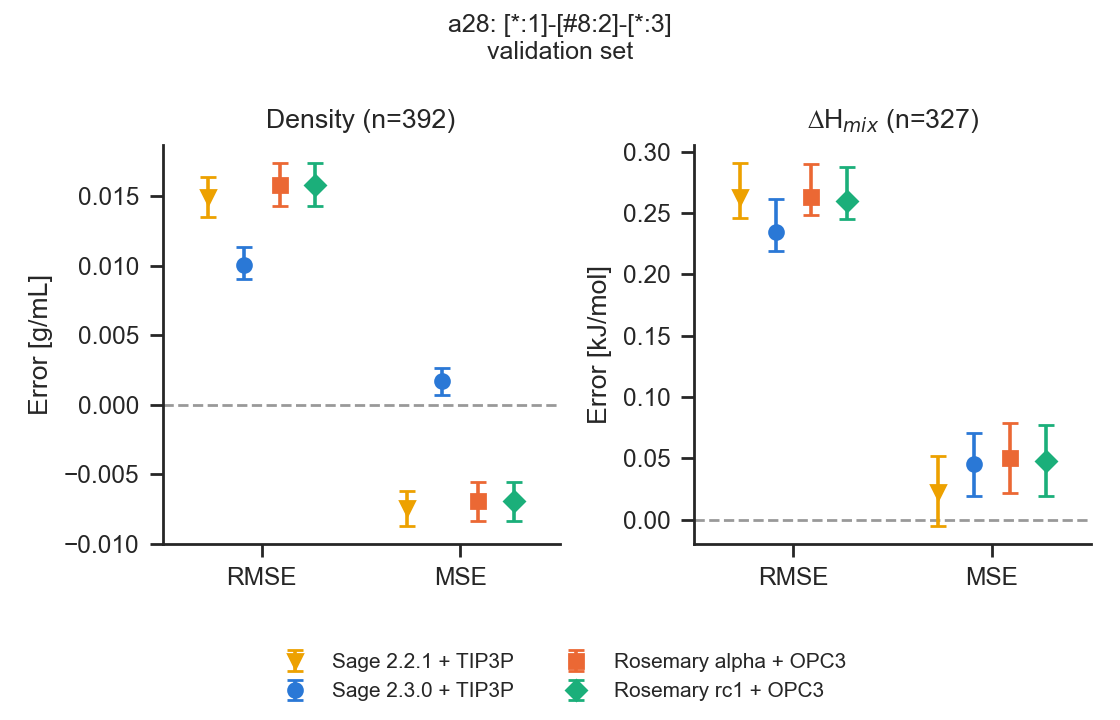 a28: [*:1]-[#8:2]-[*:3]
validation set
Density (n=392)
Error [g/mL]
0.015
0.010
0.005
0.000
−0.005
−0.010
RMSE
MSE
ΔHmix (n=327)
Error [kJ/mol]
0.30
0.25
0.20
0.15
0.10
0.05
0.00
RMSE
MSE
Sage 2.2.1 + TIP3P
Sage 2.3.0 + TIP3P
Rosemary alpha + OPC3
Rosemary rc1 + OPC3